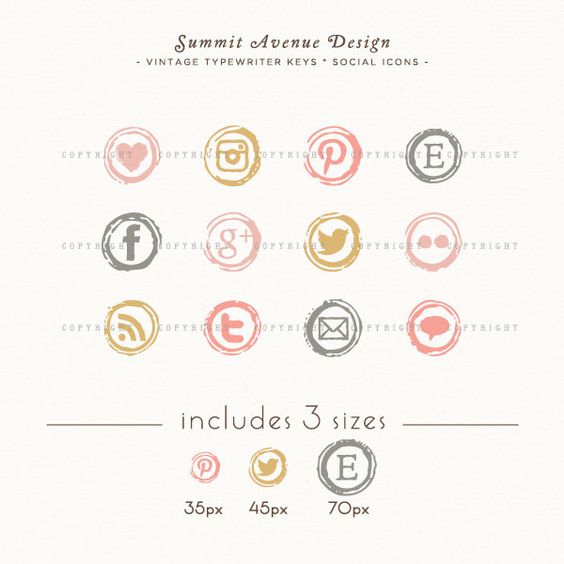 Summit Avenue Design
- VINTAGE TYPEWRITER KEYS * SOCIAL ICONS -
COPYRIGHT COPYRIGHT COPYRIGHT COPYRIGHT COPYRIGHT
E
COPYRIGHT COPYRIGHT COPYRIGHT COPYRIGHT COPYRIGHT
f g+
COPYRIGHT COPYRIGHT COPYRIGHT COPYRIGHT COPYRIGHT
t
includes 3 sizes
E
35px 45px 70px